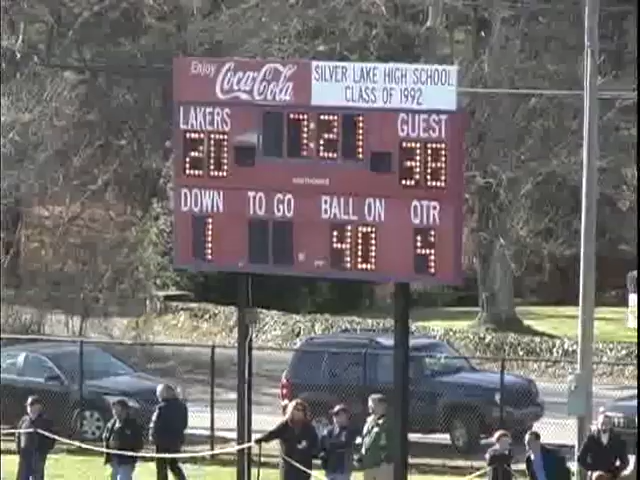 Enjoy
Coca-Cola
SILVER LAKE HIGH SCHOOL
CLASS OF 1992
LAKERS 7:21 GUEST
20 38
DOWN TO GO BALL ON QTR
1 40 4